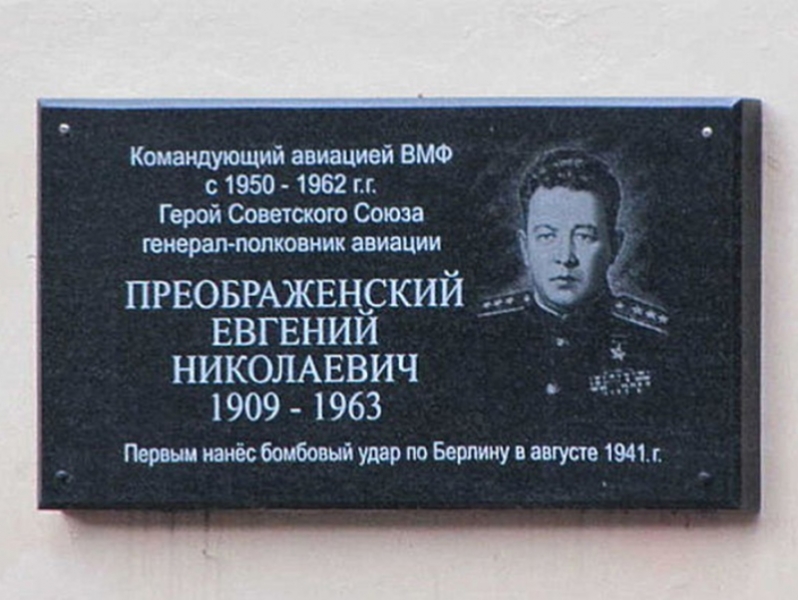 Командующий авиацией ВМФ
с 1950 - 1962 г.г.
Герой Советского Союза
генерал-полковник авиации
ПРЕОБРАЖЕНСКИЙ
ЕВГЕНИЙ
НИКОЛАЕВИЧ
1909 - 1963
Первым нанёс бомбовый удар по Берлину в августе 1941.г.